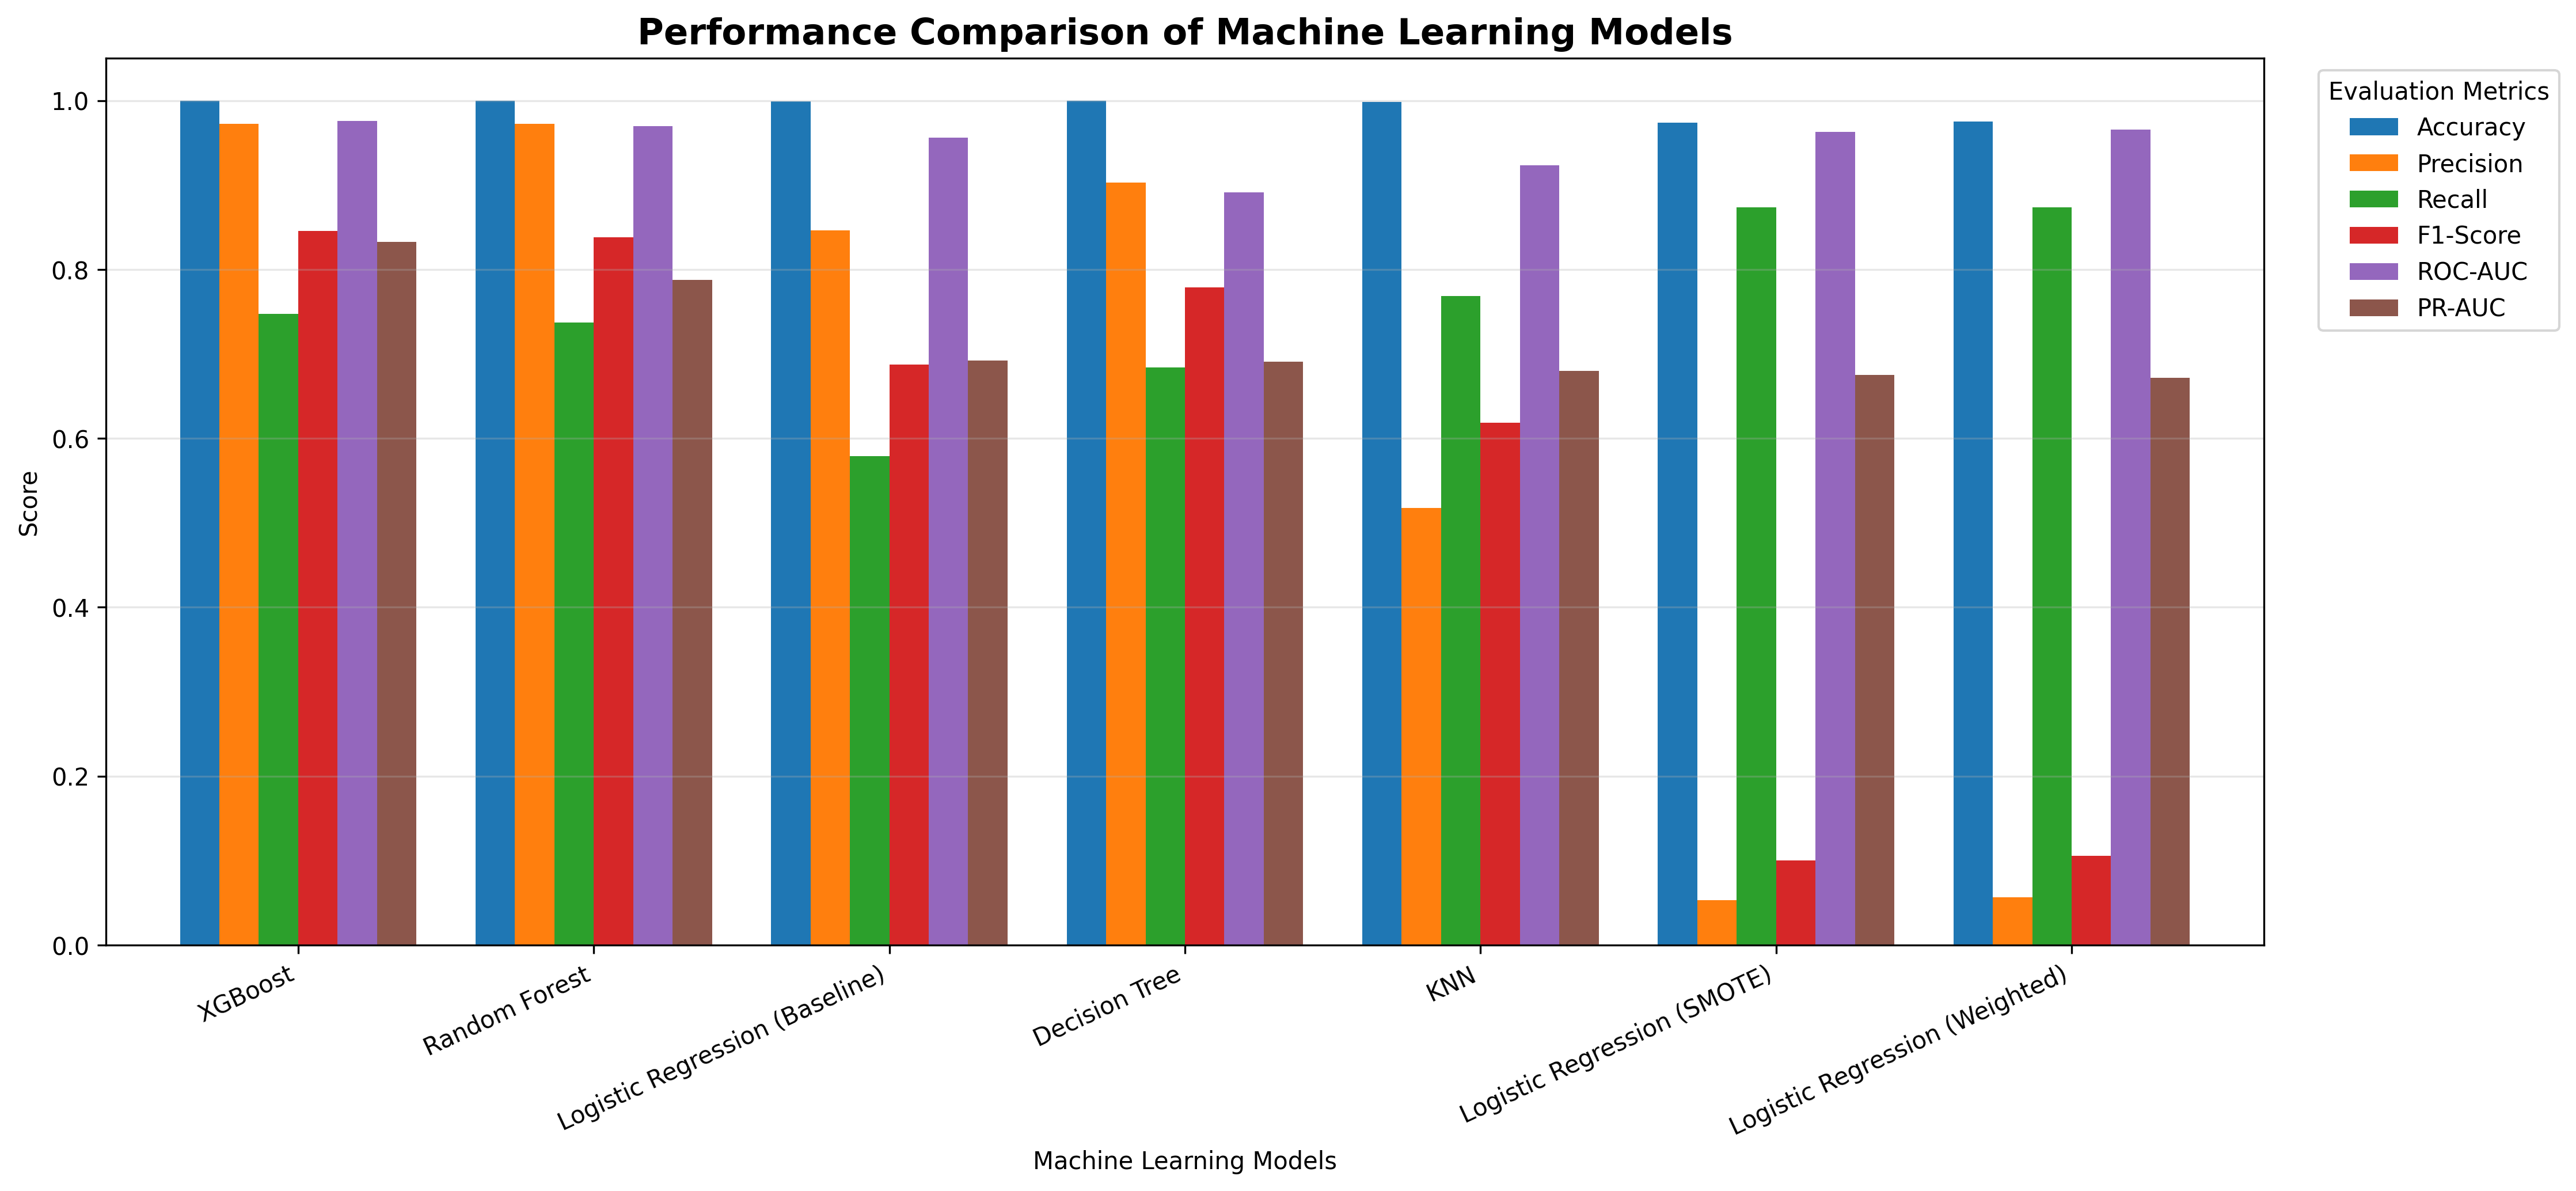 Performance Comparison of Machine Learning Models
Evaluation Metrics
Accuracy
Precision
Recall
F1-Score
ROC-AUC
PR-AUC
Score
1.0
0.8
0.6
0.4
0.2
0.0
XGBoost
Random Forest
Logistic Regression (Baseline)
Decision Tree
KNN
Logistic Regression (SMOTE)
Logistic Regression (Weighted)
Machine Learning Models